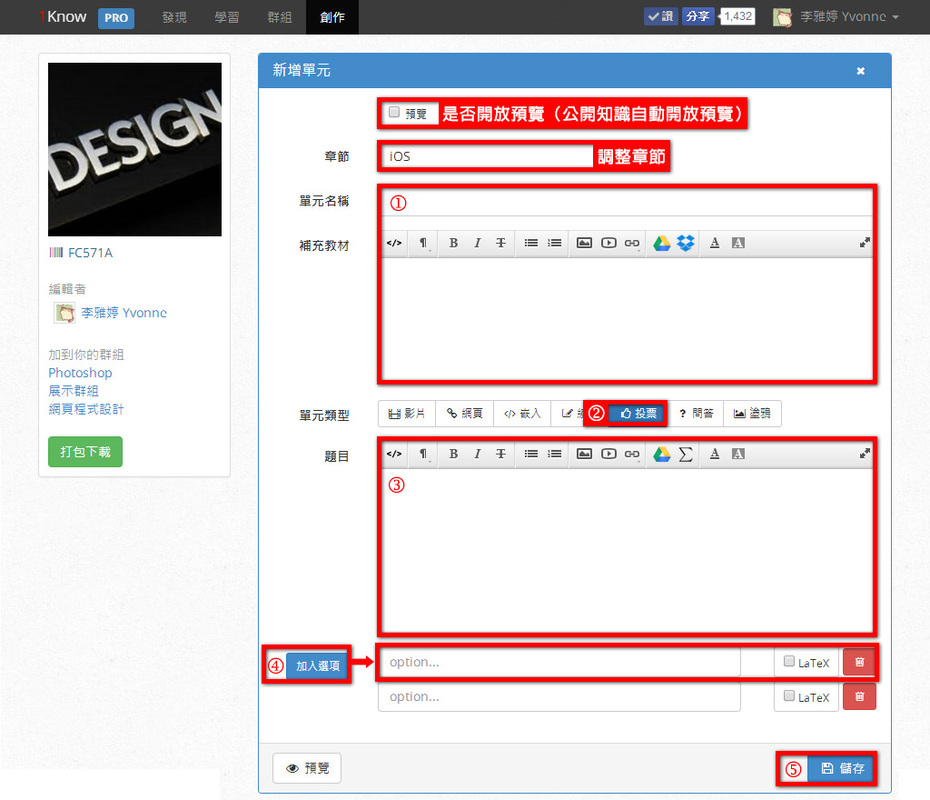 1Know PRO 發現 學習 群組 創作 讚 分享 1,432 李雅婷 Yvonne
DESIGN
FC571A
編輯者
李雅婷 Yvonne
加到你的群組
Photoshop
展示群組
網頁程式設計
打包下載
新增單元 ×
預覽 是否開放預覽（公開知識自動開放預覽）
章節 iOS 調整章節
單元名稱 ①
補充教材 </> ¶ B I T A A
單元類型 影片 網頁 </> 嵌入 ② 投票 ? 問答 塗鴉
題目 </> ¶ B I T Σ A A
③
④ 加入選項 option... LaTeX
option... LaTeX
預覽 ⑤ 儲存